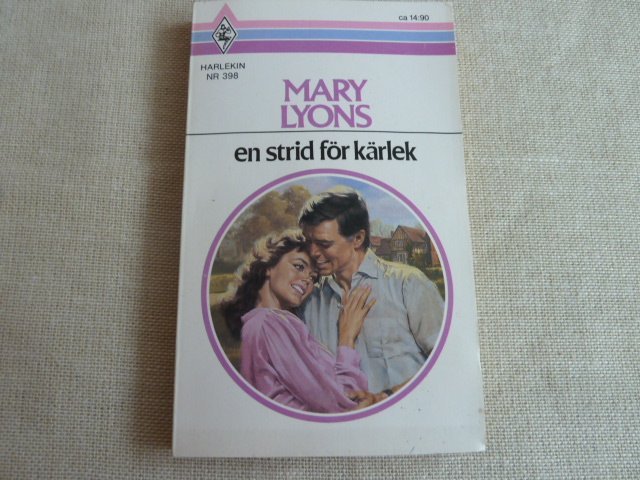 ca 14:90
HARLEKIN
NR 398
MARY
LYONS
en strid för kärlek